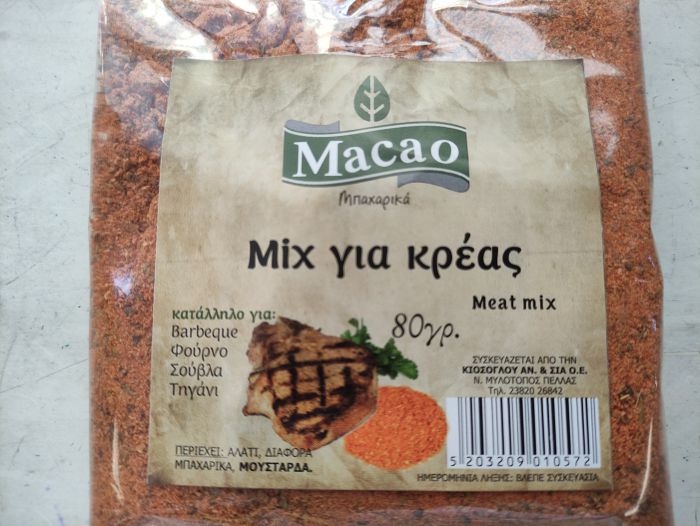 Macao
Μπαχαρικά
Mix για κρέας
Meat mix
κατάλληλο για:
Barbeque
Φούρνο
Σούβλα
Τηγάνι
80γρ.
ΣΥΣΚΕΥΑΖΕΤΑΙ ΑΠΟ ΤΗΝ
ΚΙΟΣΟΓΛΟΥ ΑΝ. & ΣΙΑ Ο.Ε.
Ν. ΜΥΛΟΤΟΠΟΣ ΠΕΛΛΑΣ
Τηλ. 23820 26842
ΠΕΡΙΕΧΕΙ: ΑΛΑΤΙ, ΔΙΑΦΟΡΑ
ΜΠΑΧΑΡΙΚΑ, ΜΟΥΣΤΑΡΔΑ.
5 203209 010572
ΗΜΕΡΟΜΗΝΙΑ ΛΗΞΗΣ: ΒΛΕΠΕ ΣΥΣΚΕΥΑΣΙΑ